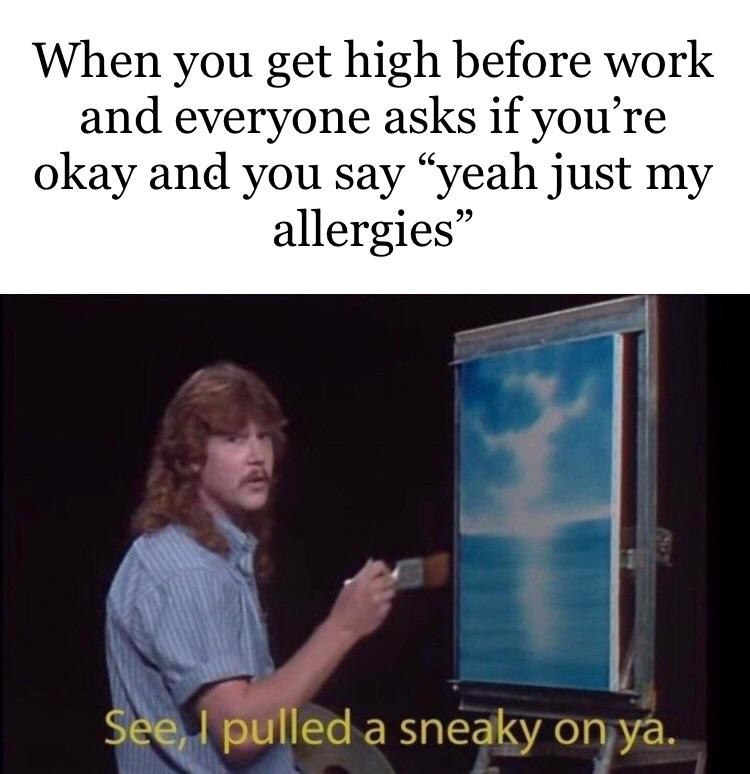 When you get high before work
and everyone asks if you’re
okay and you say “yeah just my
allergies”
See, I pulled a sneaky on ya.